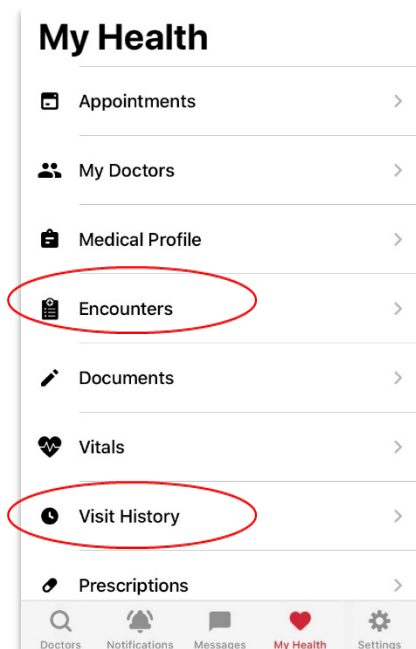 My Health
Appointments
My Doctors
Medical Profile
Encounters
Documents
Vitals
Visit History
Prescriptions
Doctors Notifications Messages My Health Settings